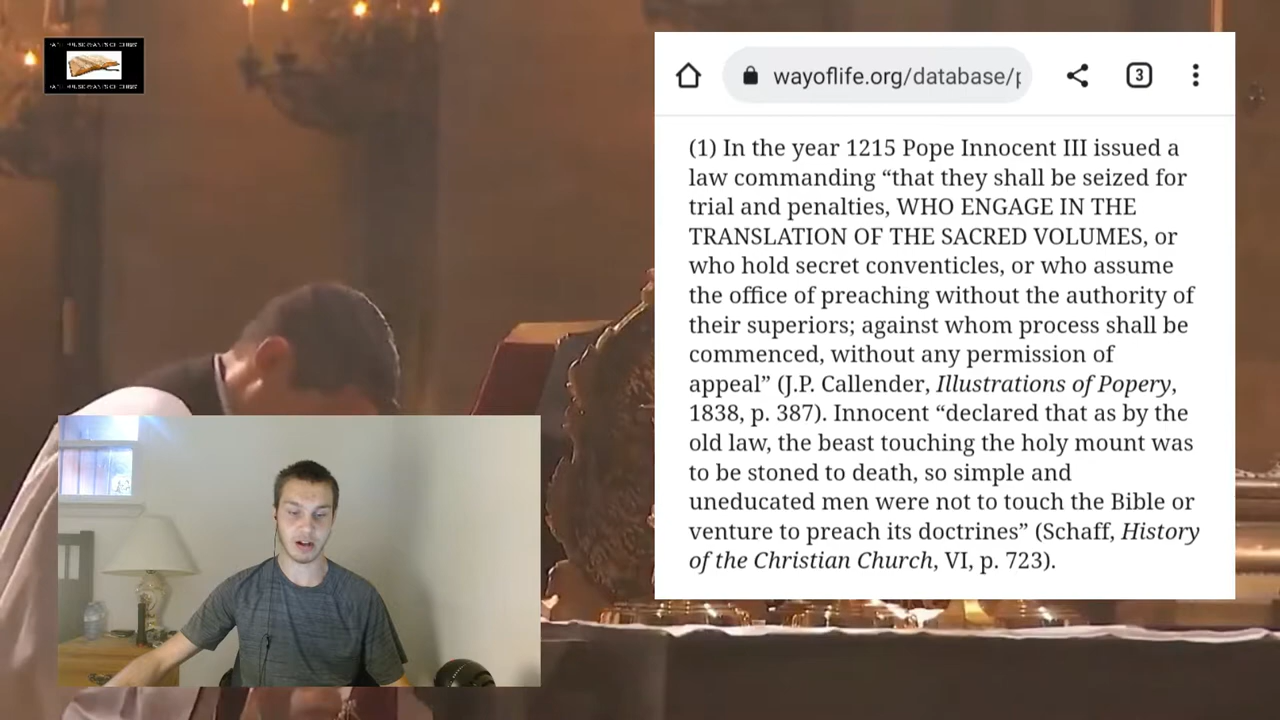 wayoflife.org/database/p
3
(1) In the year 1215 Pope Innocent III issued a
law commanding “that they shall be seized for
trial and penalties, WHO ENGAGE IN THE
TRANSLATION OF THE SACRED VOLUMES, or
who hold secret conventicles, or who assume
the office of preaching without the authority of
their superiors; against whom process shall be
commenced, without any permission of
appeal” (J.P. Callender, Illustrations of Popery,
1838, p. 387). Innocent “declared that as by the
old law, the beast touching the holy mount was
to be stoned to death, so simple and
uneducated men were not to touch the Bible or
venture to preach its doctrines” (Schaff, History
of the Christian Church, VI, p. 723).